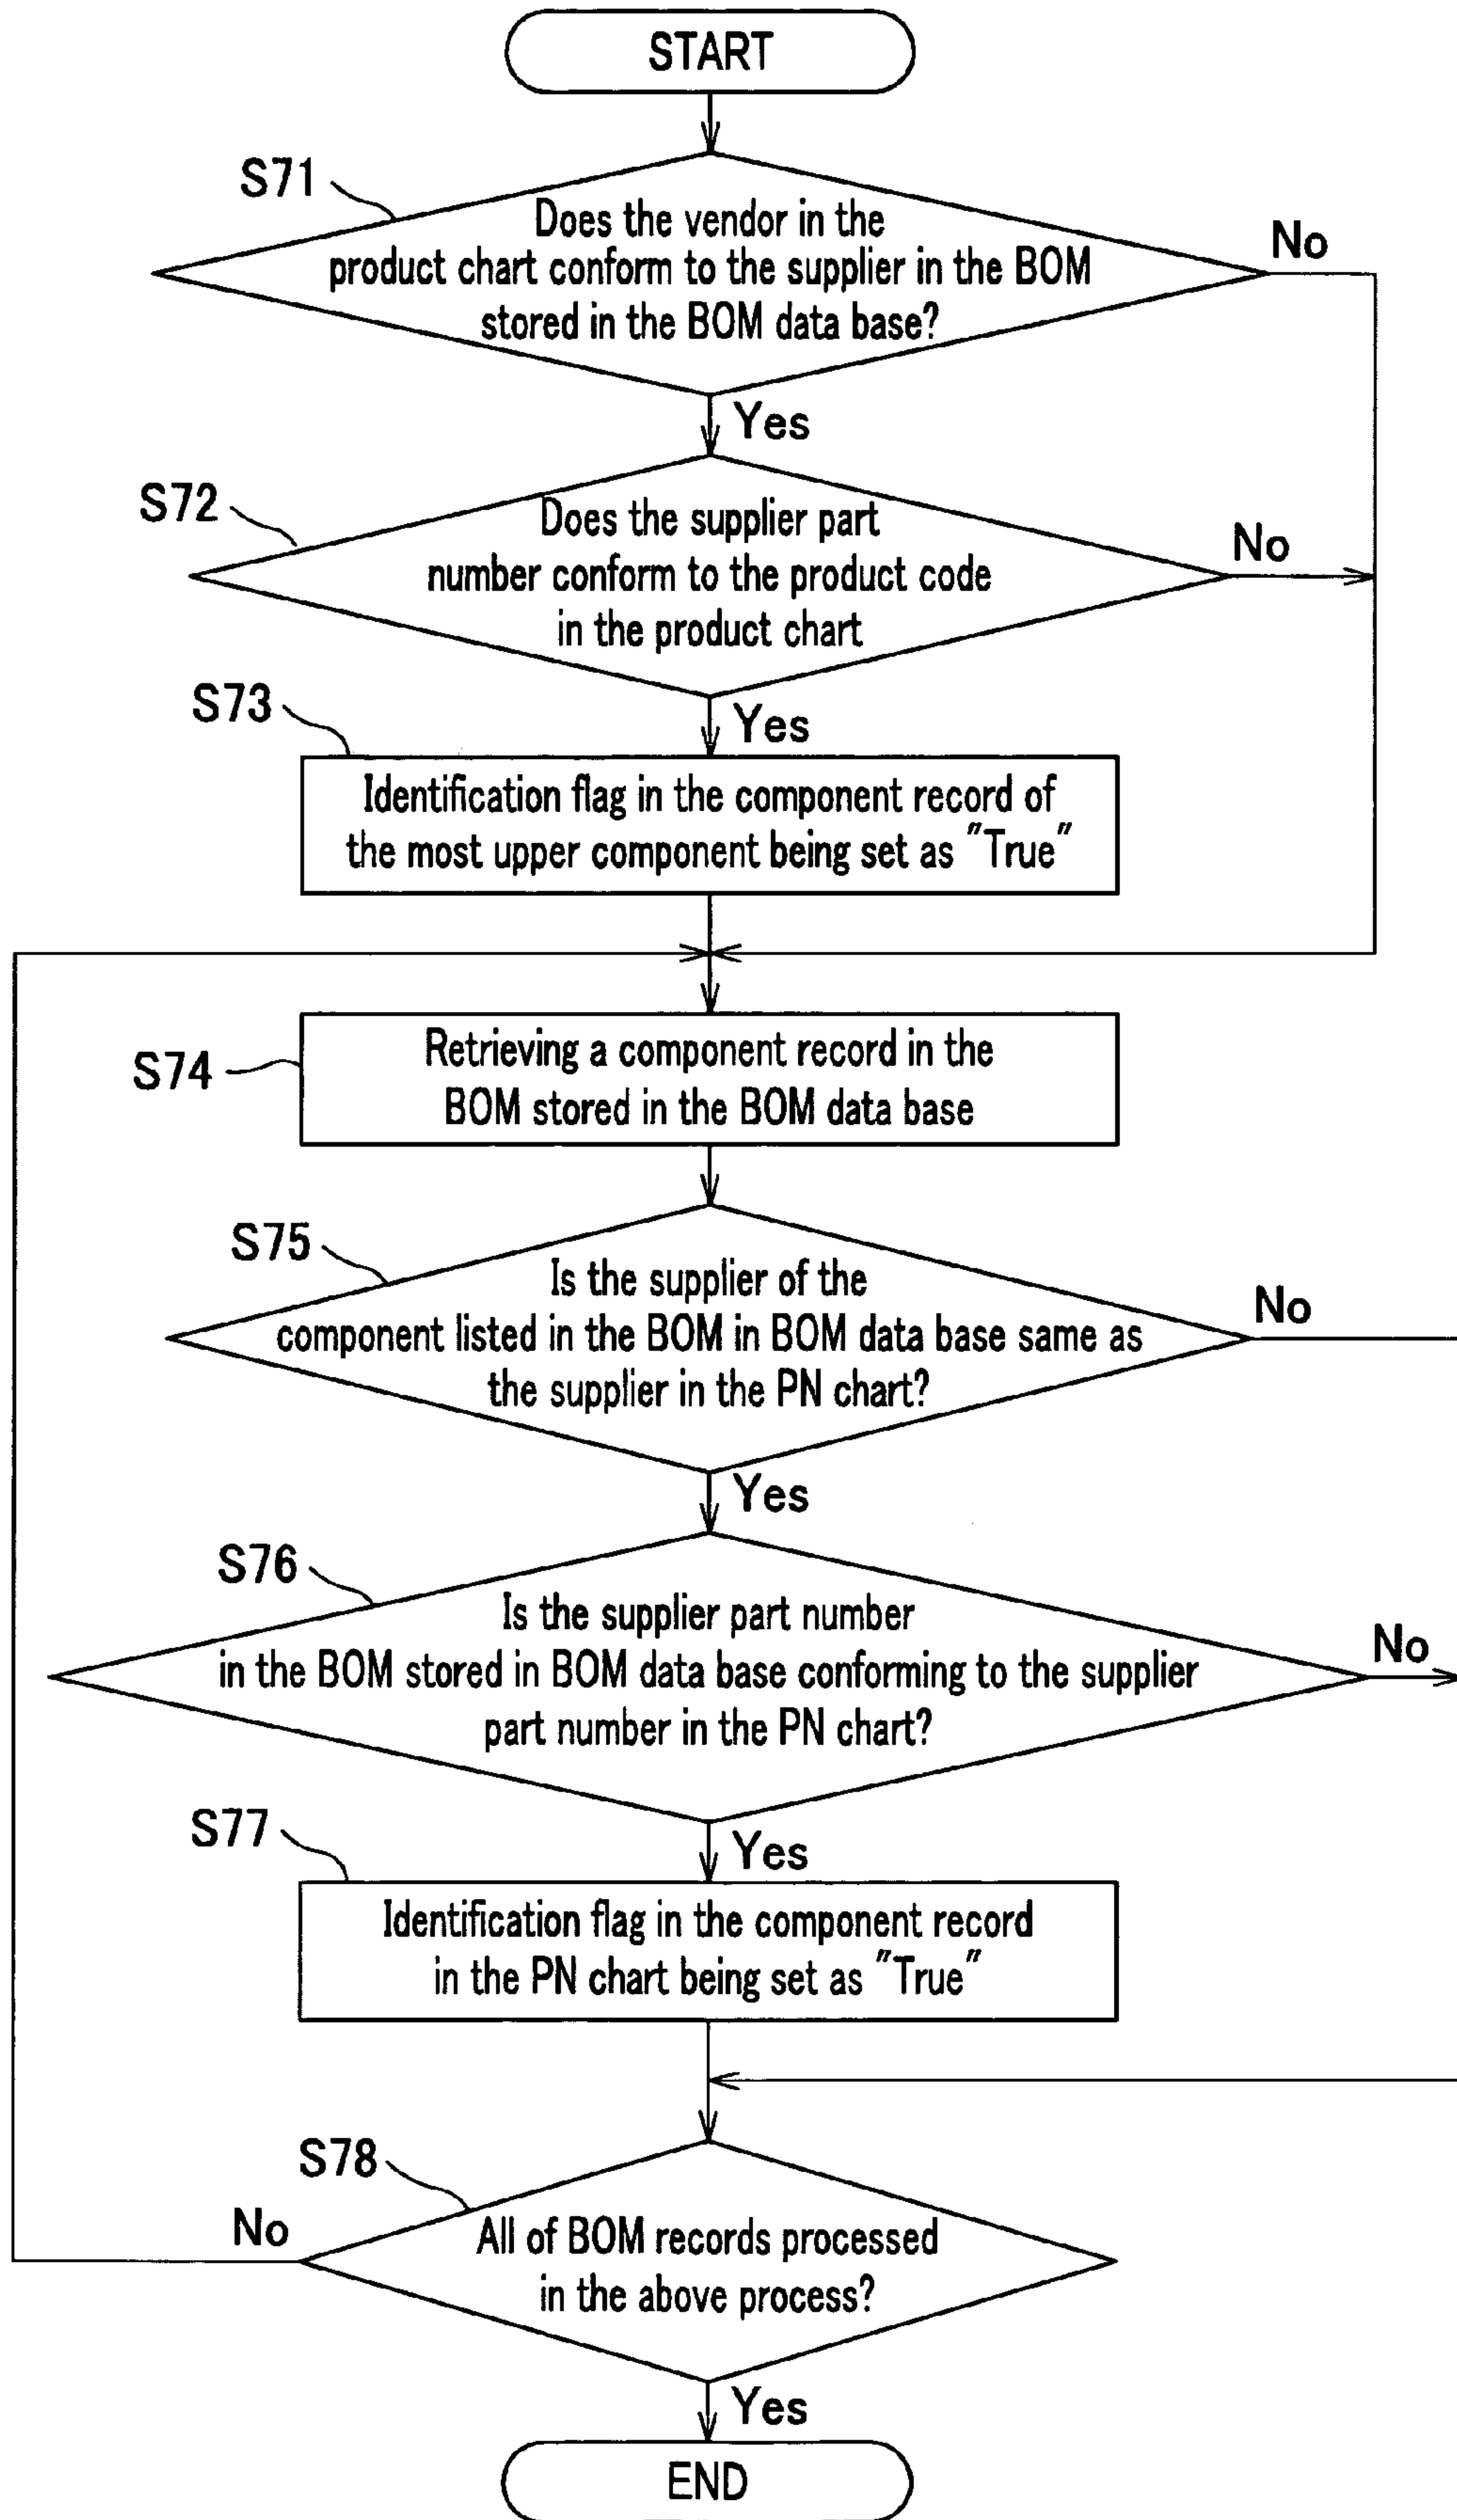 START
S71
Does the vendor in the
product chart conform to the supplier in the BOM
stored in the BOM data base?
No
Yes
S72
Does the supplier part
number conform to the product code
in the product chart
No
Yes
S73
Identification flag in the component record of
the most upper component being set as "True"
S74
Retrieving a component record in the
BOM stored in the BOM data base
S75
Is the supplier of the
component listed in the BOM in BOM data base same as
the supplier in the PN chart?
No
Yes
S76
Is the supplier part number
in the BOM stored in BOM data base conforming to the supplier
part number in the PN chart?
No
Yes
S77
Identification flag in the component record
in the PN chart being set as "True"
S78
No
All of BOM records processed
in the above process?
Yes
END